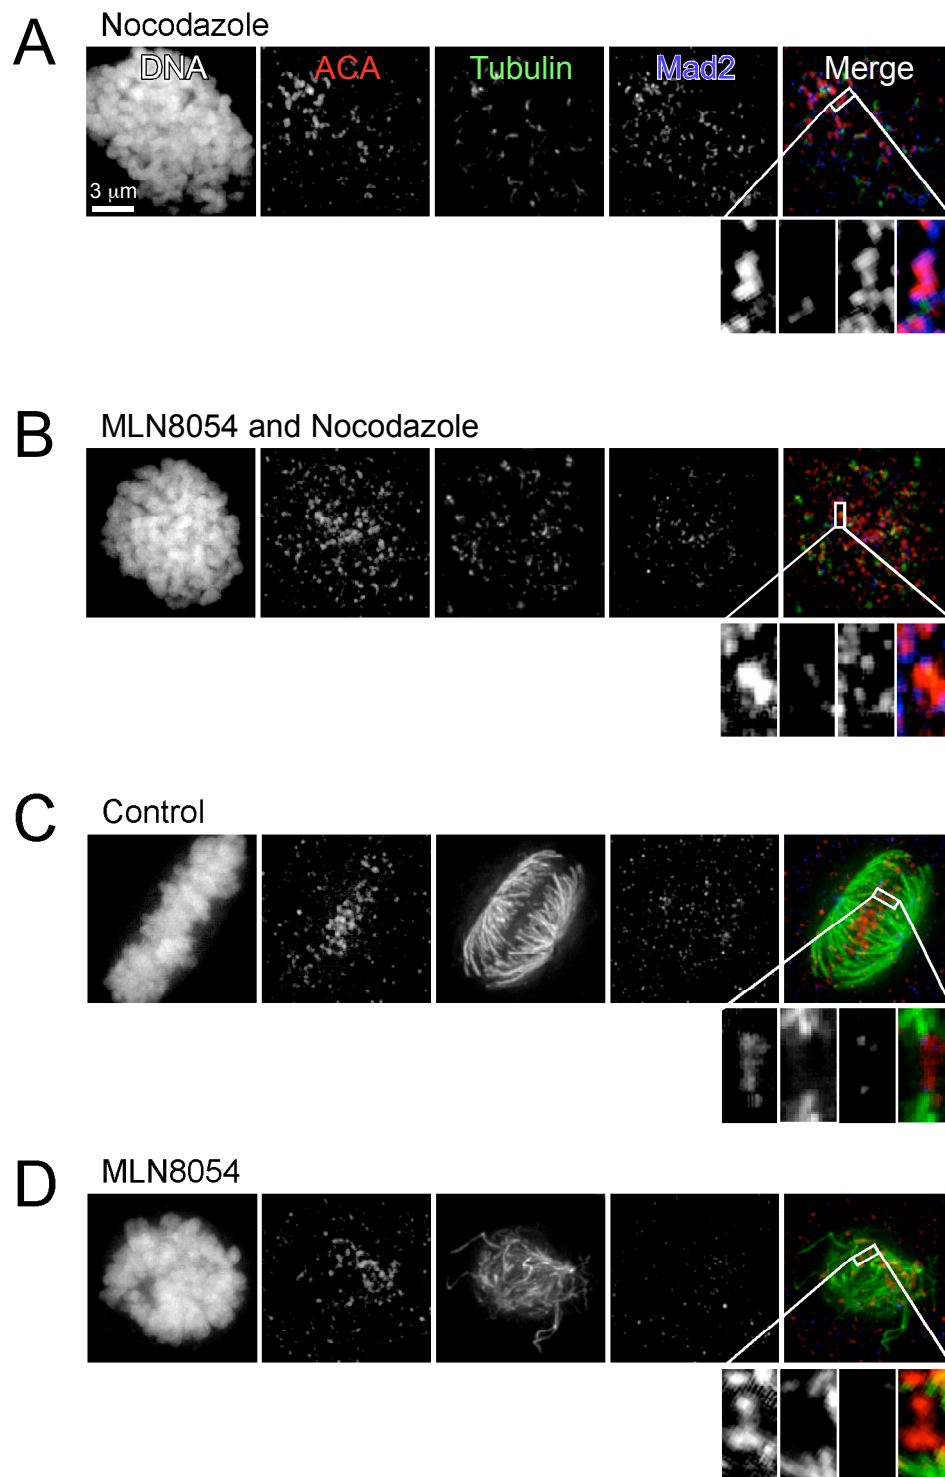 A
Nocodazole
DNA
ACA
Tubulin
Mad2
Merge
3 µm
B
MLN8054 and Nocodazole
C
Control
D
MLN8054